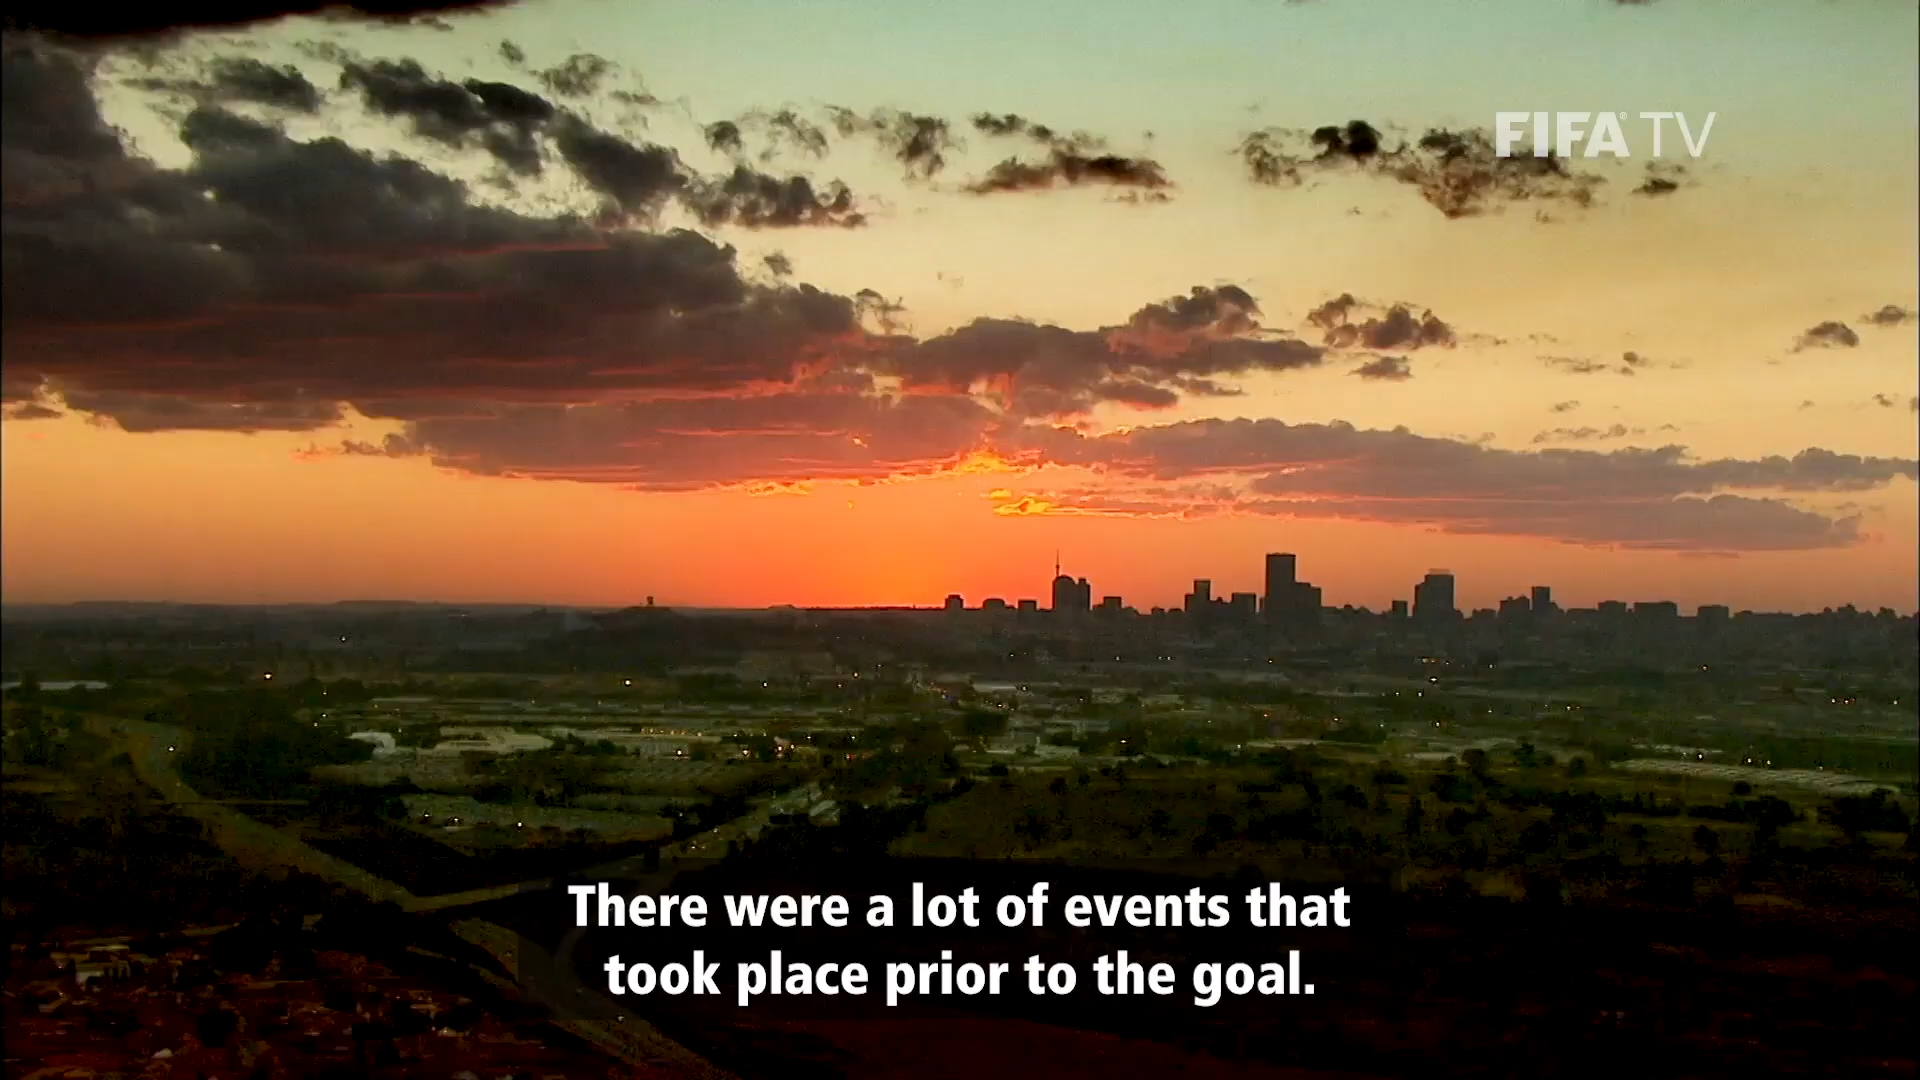 FIFA® TV
There were a lot of events that
took place prior to the goal.